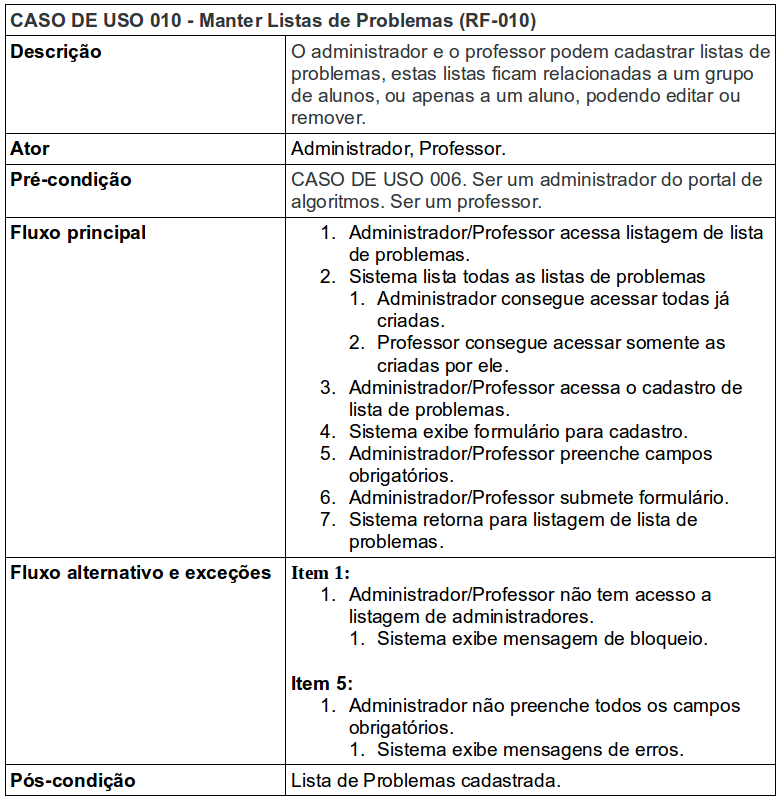 CASO DE USO 010 - Manter Listas de Problemas (RF-010)
Descrição
O administrador e o professor podem cadastrar listas de
problemas, estas listas ficam relacionadas a um grupo
de alunos, ou apenas a um aluno, podendo editar ou
remover.
Ator
Administrador, Professor.
Pré-condição
CASO DE USO 006. Ser um administrador do portal de
algoritmos. Ser um professor.
Fluxo principal
1. Administrador/Professor acessa listagem de lista
de problemas.
2. Sistema lista todas as listas de problemas
1. Administrador consegue acessar todas já
criadas.
2. Professor consegue acessar somente as
criadas por ele.
3. Administrador/Professor acessa o cadastro de
lista de problemas.
4. Sistema exibe formulário para cadastro.
5. Administrador/Professor preenche campos
obrigatórios.
6. Administrador/Professor submete formulário.
7. Sistema retorna para listagem de lista de
problemas.
Fluxo alternativo e exceções
Item 1:
1. Administrador/Professor não tem acesso a
listagem de administradores.
1. Sistema exibe mensagem de bloqueio.
Item 5:
1. Administrador não preenche todos os campos
obrigatórios.
1. Sistema exibe mensagens de erros.
Pós-condição
Lista de Problemas cadastrada.